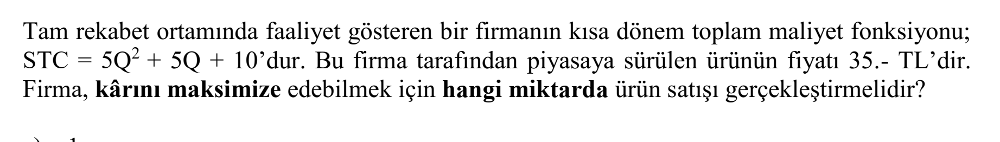 Tam rekabet ortamında faaliyet gösteren bir firmanın kısa dönem toplam maliyet fonksiyonu;
STC = 5Q² + 5Q + 10’dur. Bu firma tarafından piyasaya sürülen ürünün fiyatı 35.- TL’dir.
Firma, kârını maksimize edebilmek için hangi miktarda ürün satışı gerçekleştirmelidir?